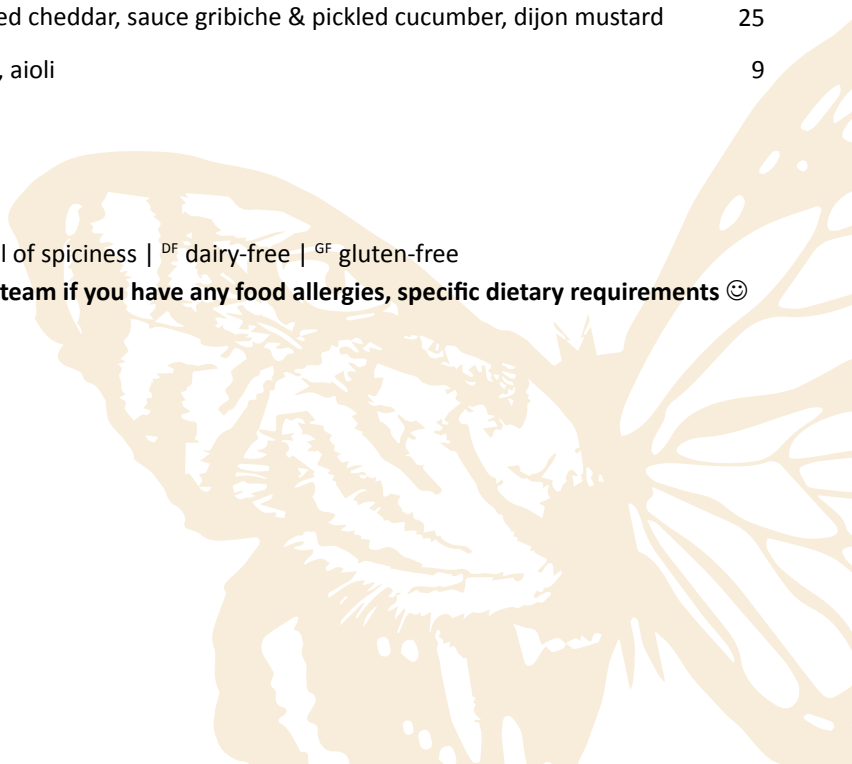 ed cheddar, sauce gribiche & pickled cucumber, dijon mustard 25
, aioli 9
l of spiciness | DF dairy-free | GF gluten-free
team if you have any food allergies, specific dietary requirements ☺